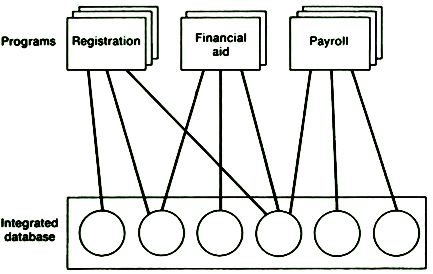 Programs
Registration
Financial
aid
Payroll
Integrated
database